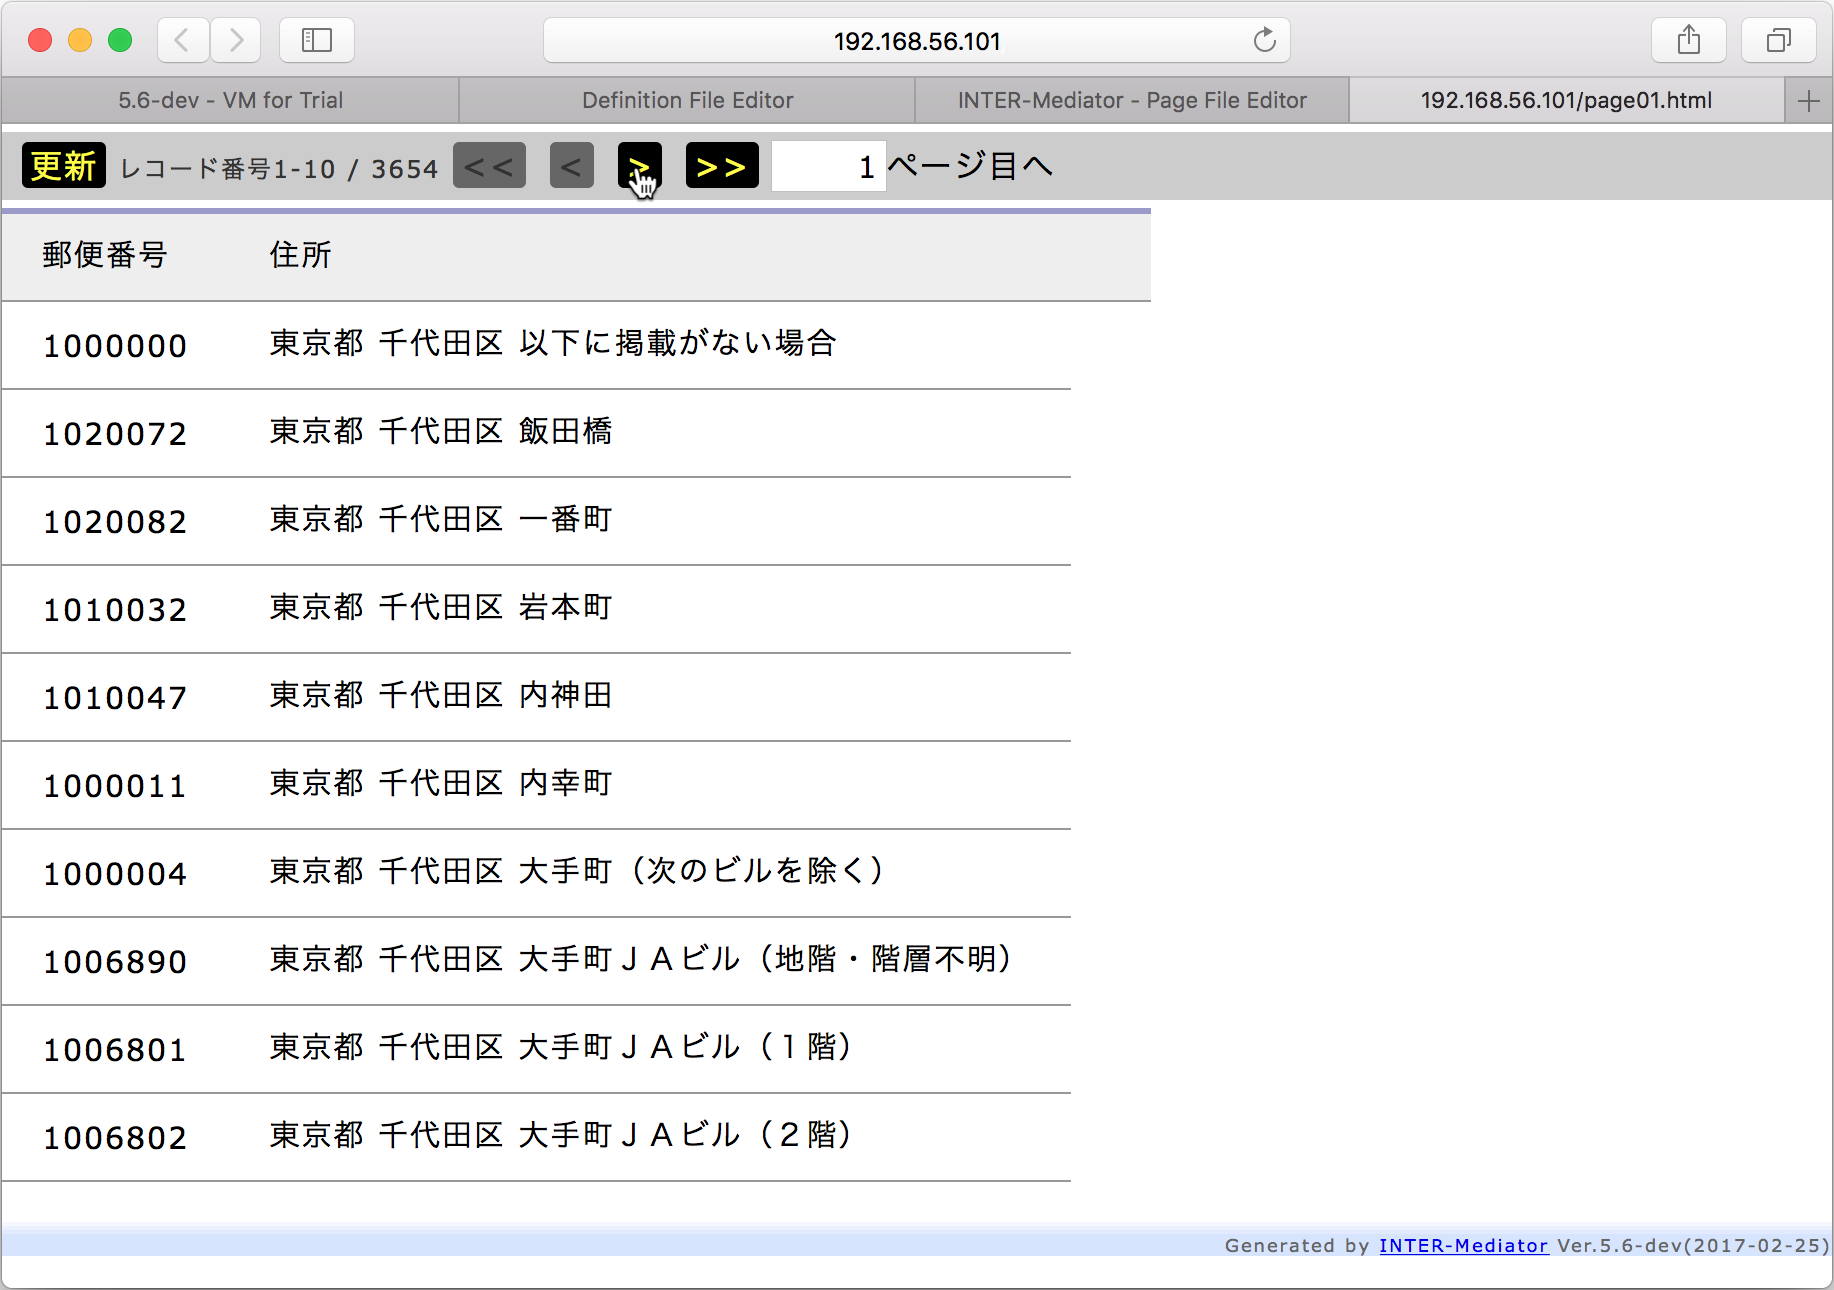 192.168.56.101
5.6-dev - VM for Trial Definition File Editor INTER-Mediator - Page File Editor 192.168.56.101/page01.html
更新 レコード番号1-10 / 3654 << < > >> 1 ページ目へ
郵便番号 住所
1000000 東京都 千代田区 以下に掲載がない場合
1020072 東京都 千代田区 飯田橋
1020082 東京都 千代田区 一番町
1010032 東京都 千代田区 岩本町
1010047 東京都 千代田区 内神田
1000011 東京都 千代田区 内幸町
1000004 東京都 千代田区 大手町（次のビルを除く）
1006890 東京都 千代田区 大手町ＪＡビル（地階・階層不明）
1006801 東京都 千代田区 大手町ＪＡビル（１階）
1006802 東京都 千代田区 大手町ＪＡビル（２階）
Generated by INTER-Mediator Ver.5.6-dev(2017-02-25)